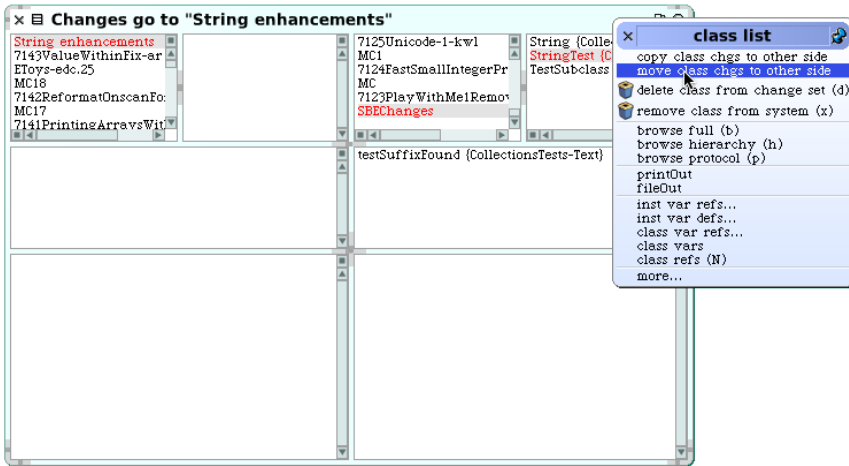 Changes go to "String enhancements"
String enhancements
7143ValueWithinFix-ar
EToys-edc.25
MC18
7142ReformatOnscanFo
MC17
7141PrintingArraysWit
7125Unicode-1-kwl
MC1
7124FastSmallIntegerPr
MC
7123PlayWithMe1Remov
SBEChanges
String {Colle
StringTest {C
TestSubclass
testSuffixFound {CollectionsTests-Text}
class list
copy class chgs to other side
move class chgs to other side
delete class from change set (d)
remove class from system (x)
browse full (b)
browse hierarchy (h)
browse protocol (p)
printOut
fileOut
inst var refs...
inst var defs...
class var refs...
class vars
class refs (N)
more...